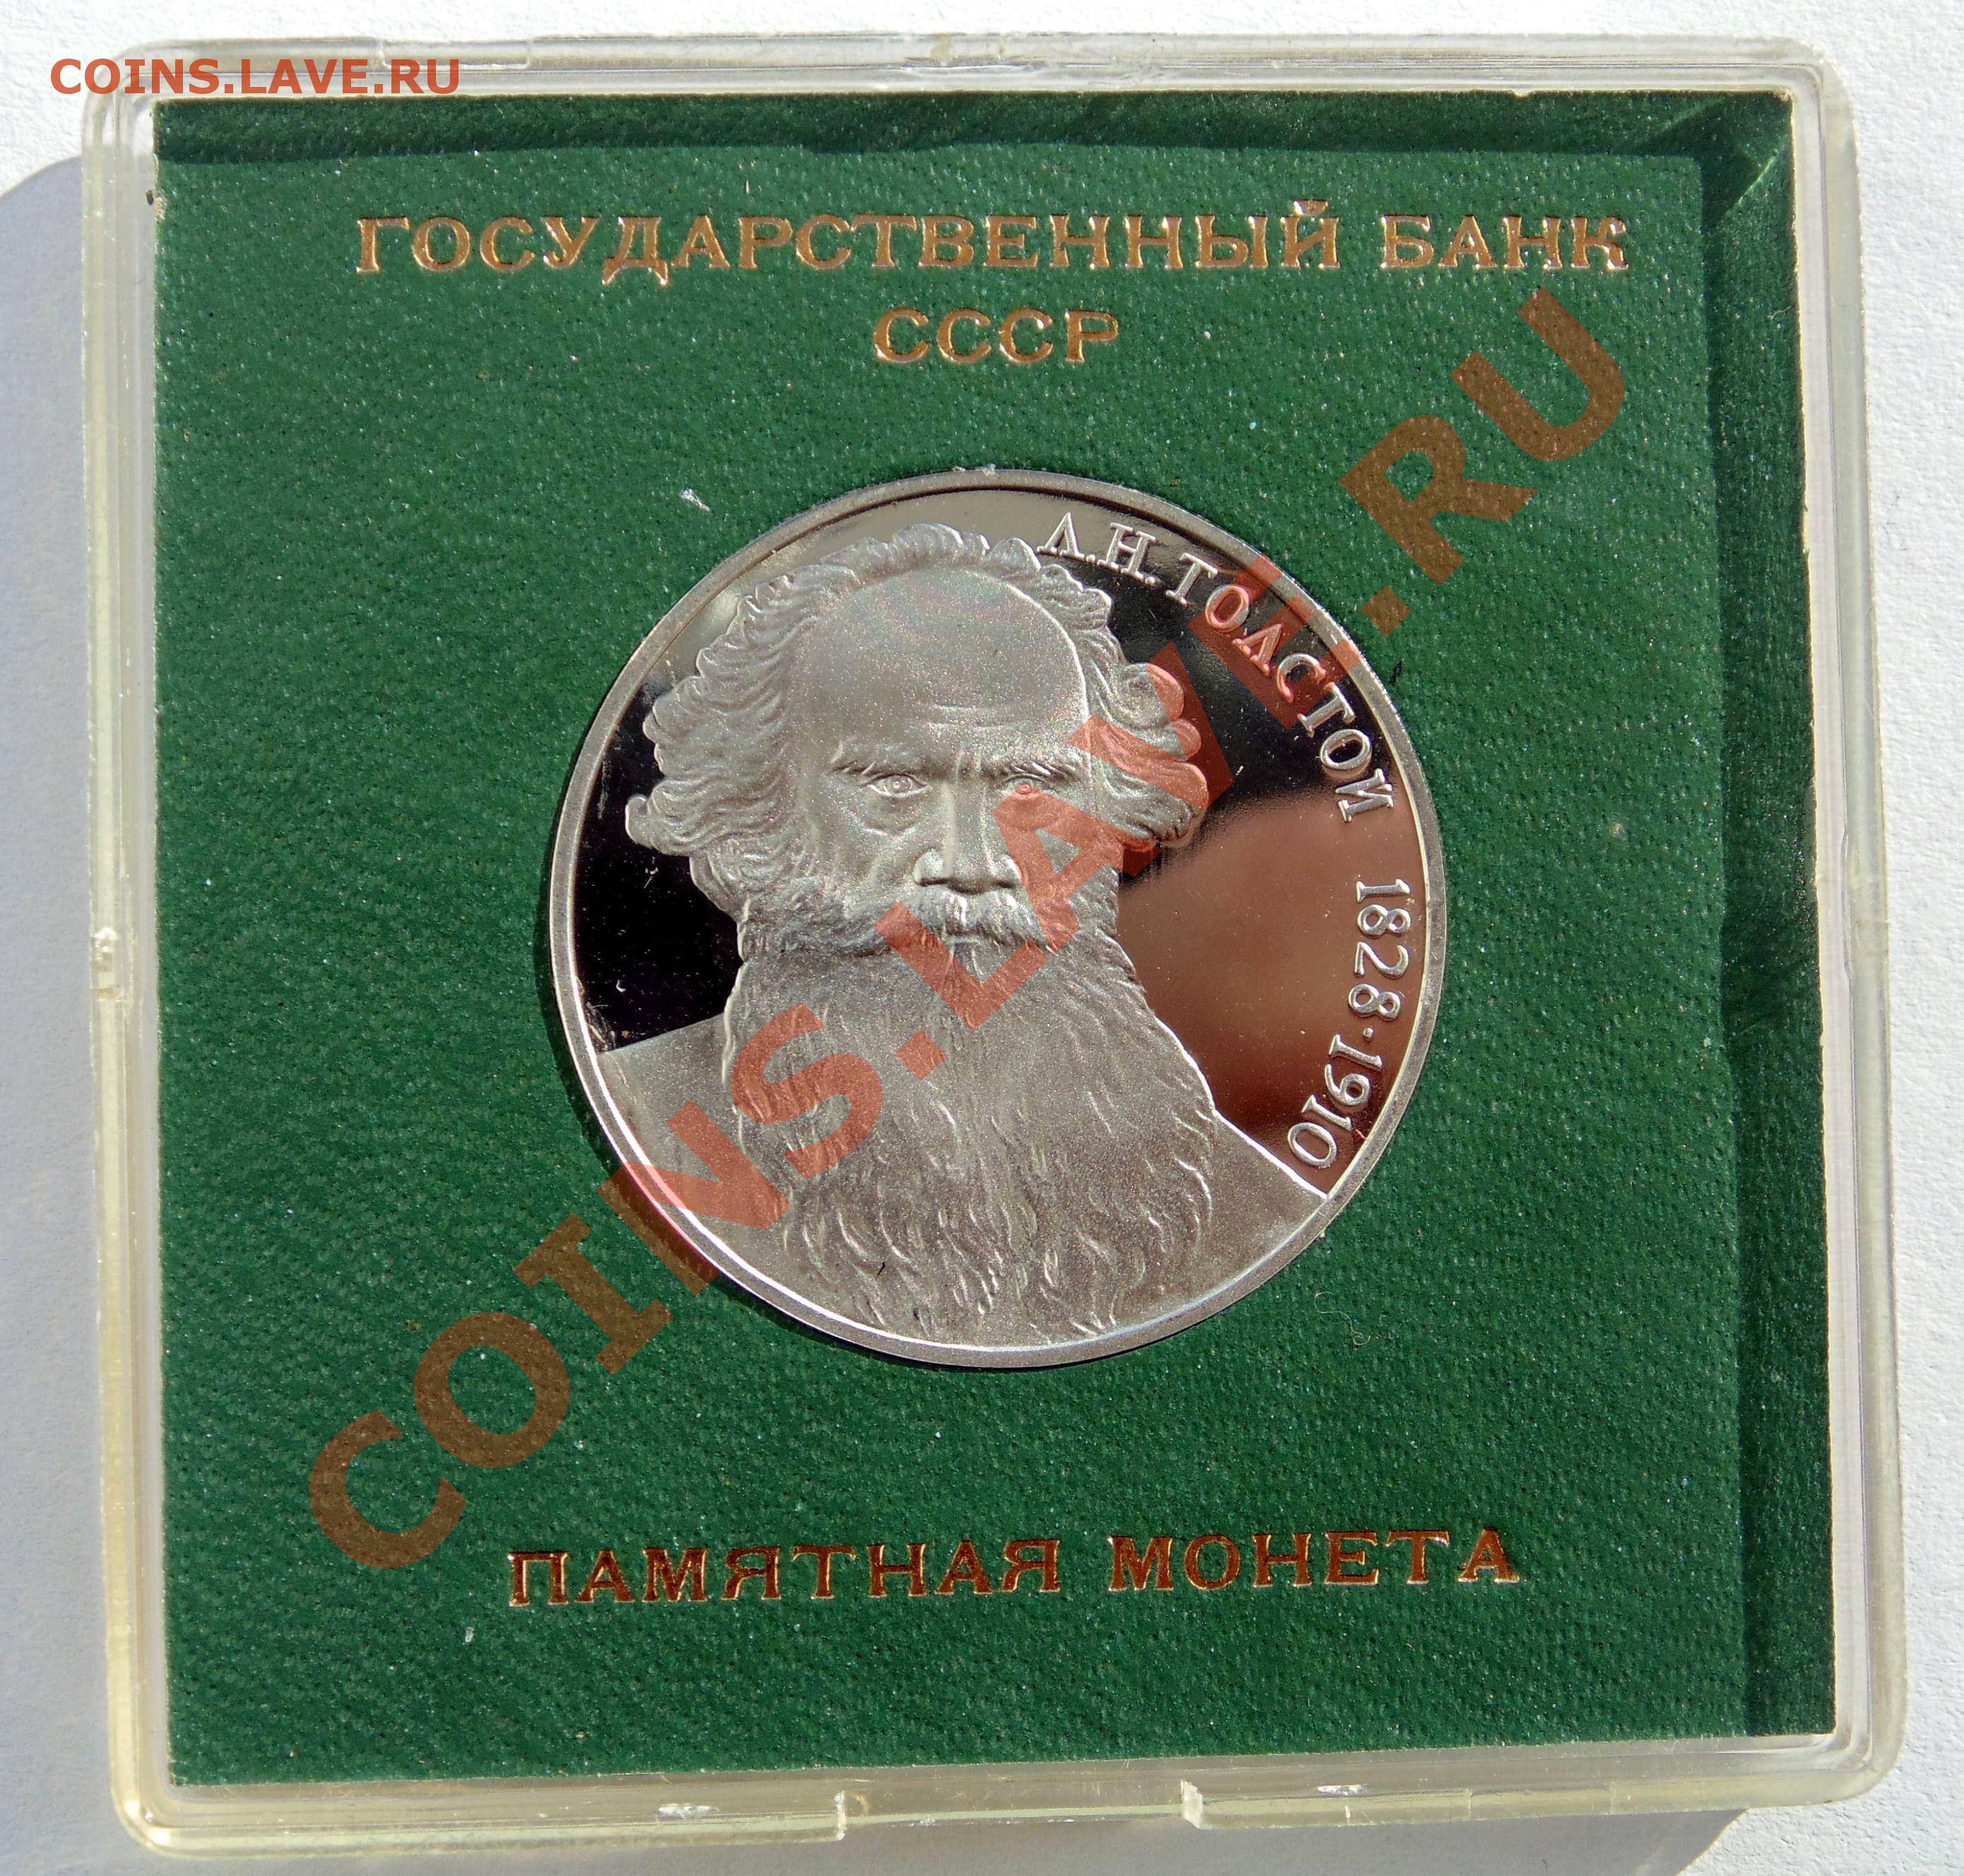 COINS.LAVE.RU
ГОСУДАРСТВЕННЫЙ БАНК
СССР
Л.Н.ТОЛСТОЙ 1828·1910
COINS.LAVE.RU
ПАМЯТНАЯ МОНЕТА